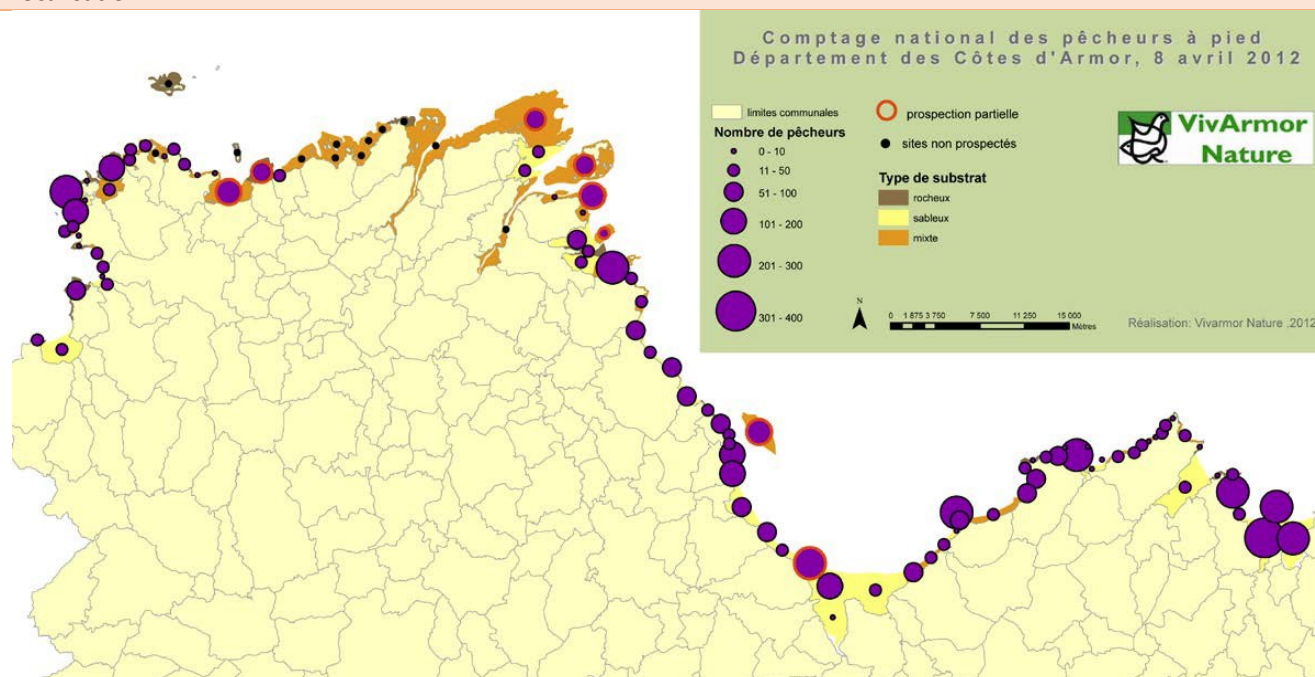 Comptage national des pêcheurs à pied
Département des Côtes d'Armor, 8 avril 2012
limites communales
Nombre de pêcheurs
0 - 10
11 - 50
51 - 100
101 - 200
201 - 300
301 - 400
prospection partielle
sites non prospectés
Type de substrat
rocheux
sableux
mixte
VivArmor
Nature
N
0 1 875 3 750 7 500 11 250 15 000
Mètres
Réalisation: Vivarmor Nature ,2012